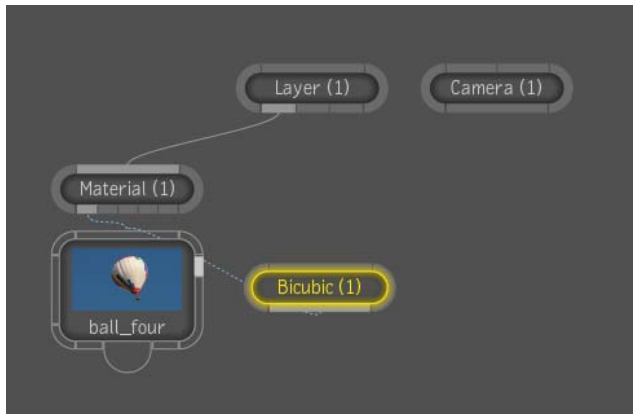 Layer (1)
Camera (1)
Material (1)
Bicubic (1)
ball_four